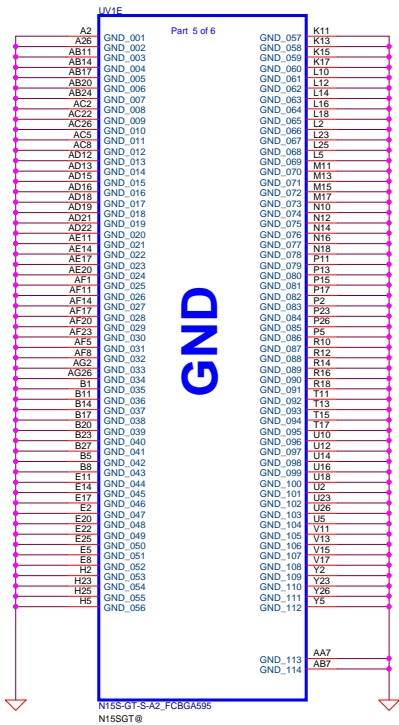 UV1E
Part 5 of 6
A2 GND_001 GND_057 K11
A26 GND_002 GND_058 K13
AB11 GND_003 GND_059 K15
AB14 GND_004 GND_060 K17
AB17 GND_005 GND_061 L10
AB20 GND_006 GND_062 L12
AB24 GND_007 GND_063 L14
AC2 GND_008 GND_064 L16
AC22 GND_009 GND_065 L18
AC26 GND_010 GND_066 L2
AC5 GND_011 GND_067 L23
AC8 GND_012 GND_068 L25
AD12 GND_013 GND_069 L5
AD13 GND_014 GND_070 M11
AD15 GND_015 GND_071 M13
AD16 GND_016 GND_072 M15
AD18 GND_017 GND_073 M17
AD19 GND_018 GND_074 N10
AD21 GND_019 GND_075 N12
AD22 GND_020 GND_076 N14
AE11 GND_021 GND_077 N16
AE14 GND_022 GND_078 N18
AE17 GND_023 GND_079 P11
AE20 GND_024 GND_080 P13
AF1 GND_025 GND_081 P15
AF11 GND_026 GND_082 P17
AF14 GND_027 GND_083 P2
AF17 GND_028 GND_084 P23
AF20 GND_029 GND_085 P26
AF23 GND_030 GND_086 P5
AF5 GND_031 GND_087 R10
AF8 GND_032 GND_088 R12
AG2 GND_033 GND_089 R14
AG26 GND_034 GND_090 R16
B1 GND_035 GND_091 R18
B11 GND_036 GND_092 T11
B14 GND_037 GND_093 T13
B17 GND_038 GND_094 T15
B20 GND_039 GND_095 T17
B23 GND_040 GND_096 U10
B27 GND_041 GND_097 U12
B5 GND_042 GND_098 U14
B8 GND_043 GND_099 U16
E11 GND_044 GND_100 U18
E14 GND_045 GND_101 U2
E17 GND_046 GND_102 U23
E2 GND_047 GND_103 U26
E20 GND_048 GND_104 U5
E22 GND_049 GND_105 V11
E25 GND_050 GND_106 V13
E5 GND_051 GND_107 V15
E8 GND_052 GND_108 V17
H2 GND_053 GND_109 Y2
H23 GND_054 GND_110 Y23
H25 GND_055 GND_111 Y26
H5 GND_056 GND_112 Y5
GND
GND_113 AA7
GND_114 AB7
N15S-GT-S-A2_FCBGA595
N15SGT@